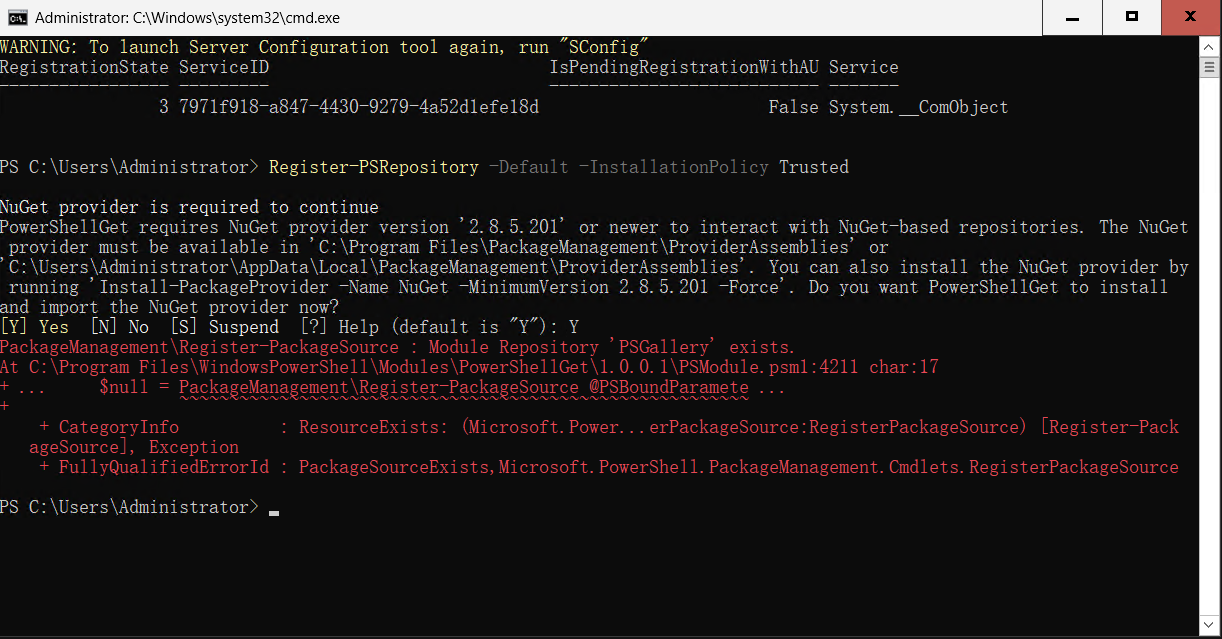 Administrator: C:\Windows\system32\cmd.exe
WARNING: To launch Server Configuration tool again, run "SConfig"
RegistrationState ServiceID                            IsPendingRegistrationWithAU Service
----------------- ---------                            --------------------------- -------
                3 7971f918-a847-4430-9279-4a52d1efe18d                       False System.__ComObject
PS C:\Users\Administrator> Register-PSRepository -Default -InstallationPolicy Trusted
NuGet provider is required to continue
PowerShellGet requires NuGet provider version '2.8.5.201' or newer to interact with NuGet-based repositories. The NuGet
 provider must be available in 'C:\Program Files\PackageManagement\ProviderAssemblies' or
'C:\Users\Administrator\AppData\Local\PackageManagement\ProviderAssemblies'. You can also install the NuGet provider by
 running 'Install-PackageProvider -Name NuGet -MinimumVersion 2.8.5.201 -Force'. Do you want PowerShellGet to install
and import the NuGet provider now?
[Y] Yes  [N] No  [S] Suspend  [?] Help (default is "Y"): Y
PackageManagement\Register-PackageSource : Module Repository 'PSGallery' exists.
At C:\Program Files\WindowsPowerShell\Modules\PowerShellGet\1.0.0.1\PSModule.psm1:4211 char:17
+ ...     $null = PackageManagement\Register-PackageSource @PSBoundParamete ...
+                 ~~~~~~~~~~~~~~~~~~~~~~~~~~~~~~~~~~~~~~~~~~~~~~~~~~~~~~~~~
    + CategoryInfo          : ResourceExists: (Microsoft.Power...erPackageSource:RegisterPackageSource) [Register-Pack
   ageSource], Exception
    + FullyQualifiedErrorId : PackageSourceExists,Microsoft.PowerShell.PackageManagement.Cmdlets.RegisterPackageSource
PS C:\Users\Administrator>